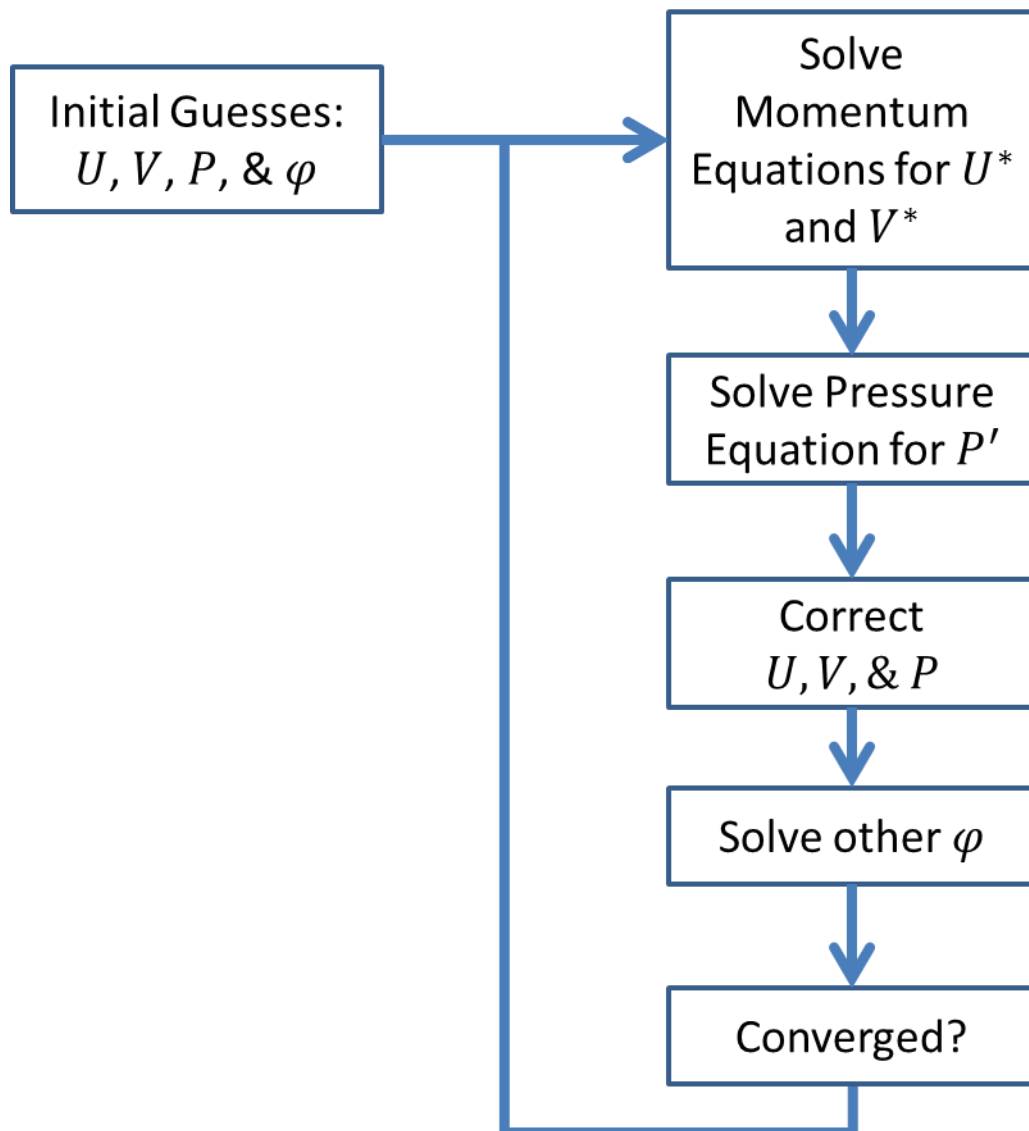 Initial Guesses:
U, V, P, & φ
Solve
Momentum
Equations for U*
and V*
Solve Pressure
Equation for P′
Correct
U, V, & P
Solve other φ
Converged?